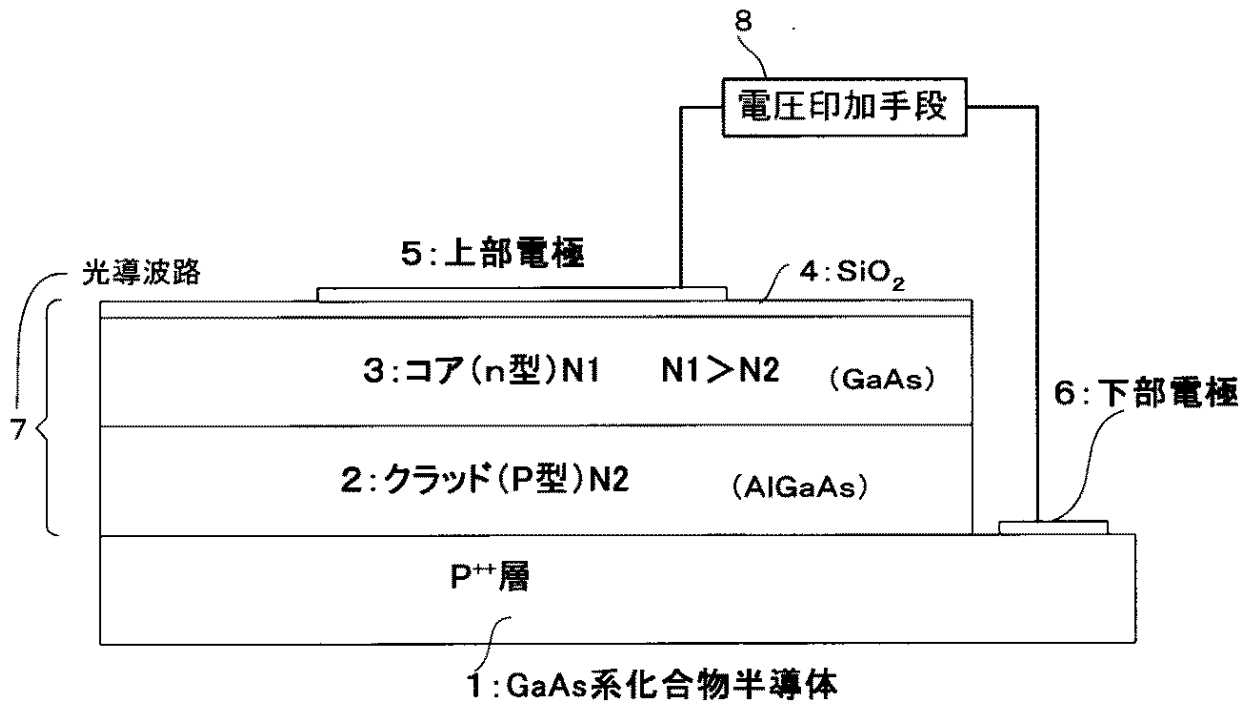 8
電圧印加手段
5:上部電極
光導波路
4:SiO₂
3:コア(n型)N1 N1>N2 (GaAs)
6:下部電極
7
2:クラッド(P型)N2 (AlGaAs)
P⁺⁺層
1:GaAs系化合物半導体